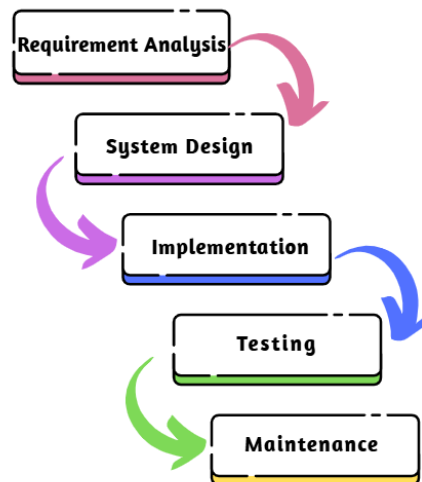 Requirement Analysis
System Design
Implementation
Testing
Maintenance